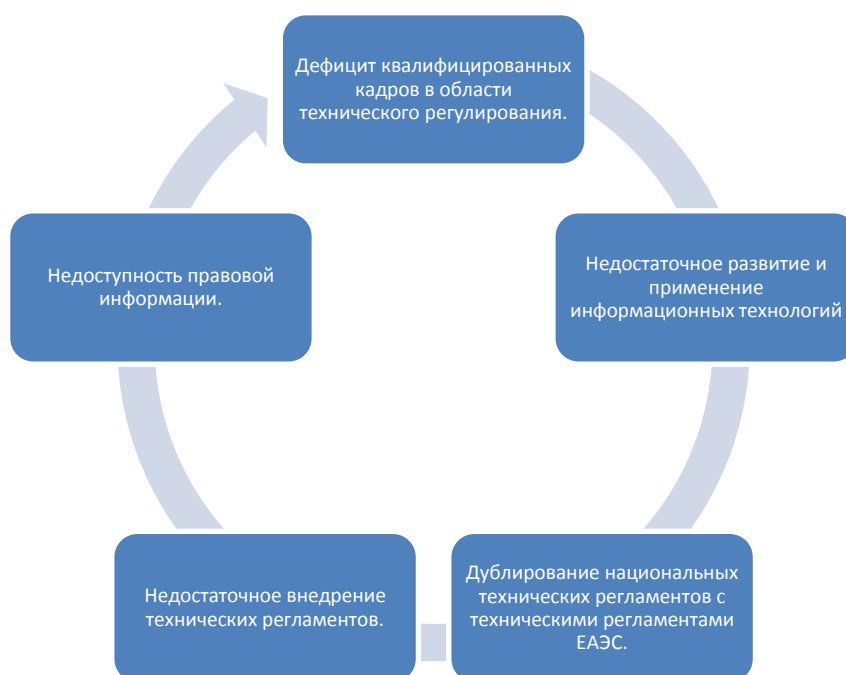 Дефицит квалифицированных
кадров в области
технического регулирования.
Недостаточное развитие и
применение
информационных технологий
Дублирование национальных
технических регламентов с
техническими регламентами
ЕАЭС.
Недостаточное внедрение
технических регламентов.
Недоступность правовой
информации.